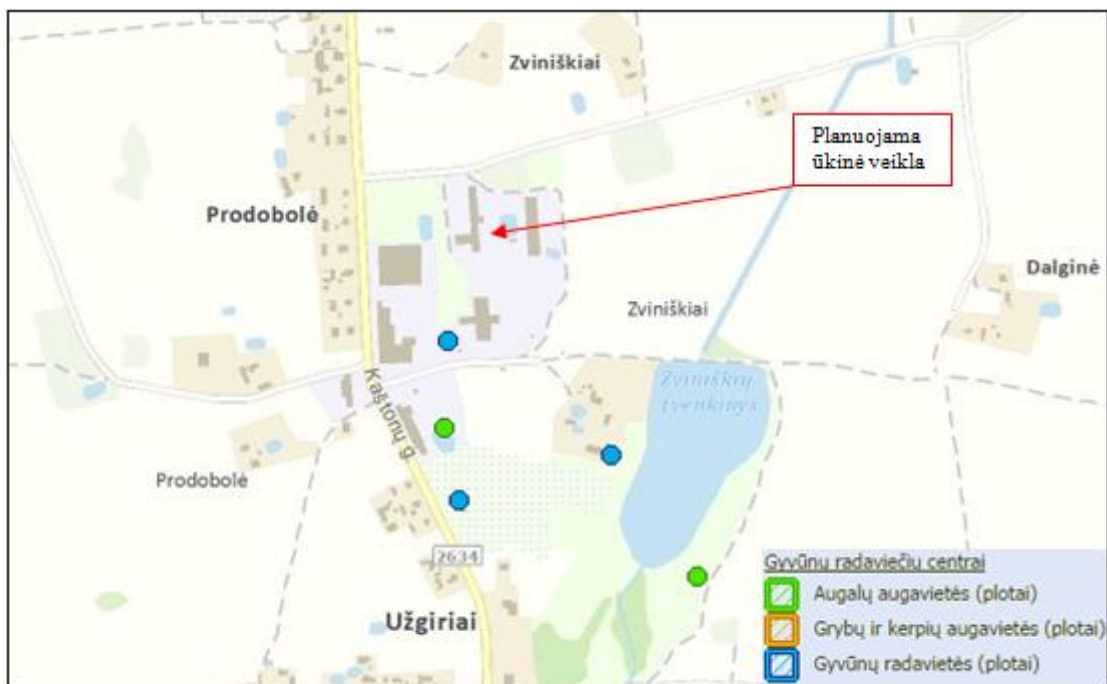 Zviniškiai
Planuojama
ūkinė veikla
Prodobolė
Dalginė
Zviniškiai
Kaštonų g.
Zviniškių
tvenkinys
Prodobolė
2634
Užgiriai
Gyvūnų radaviečių centrai
Augalų augavietės (plotai)
Grybų ir kerpių augavietės (plotai)
Gyvūnų radavietės (plotai)